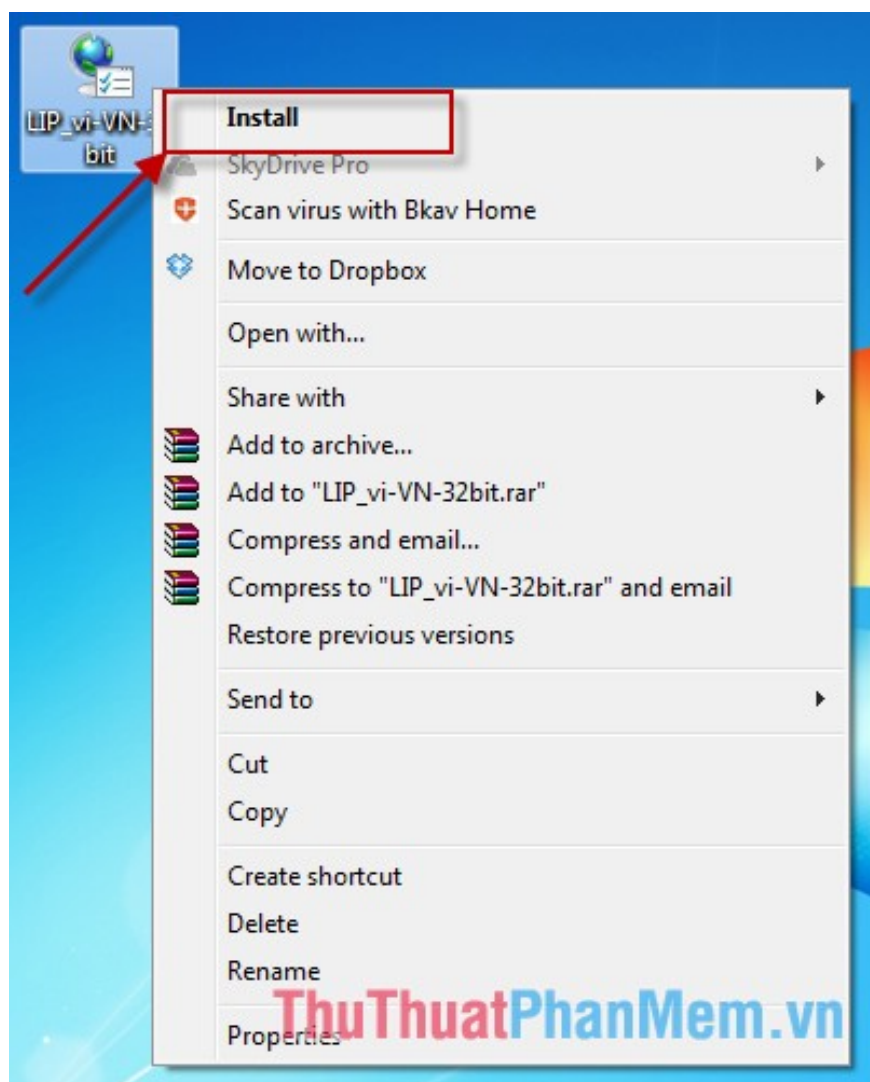 LIP_vi-VN-
bit
Install
SkyDrive Pro
Scan virus with Bkav Home
Move to Dropbox
Open with...
Share with
Add to archive...
Add to "LIP_vi-VN-32bit.rar"
Compress and email...
Compress to "LIP_vi-VN-32bit.rar" and email
Restore previous versions
Send to
Cut
Copy
Create shortcut
Delete
Rename
ThuThuatPhanMem.vn
Properties